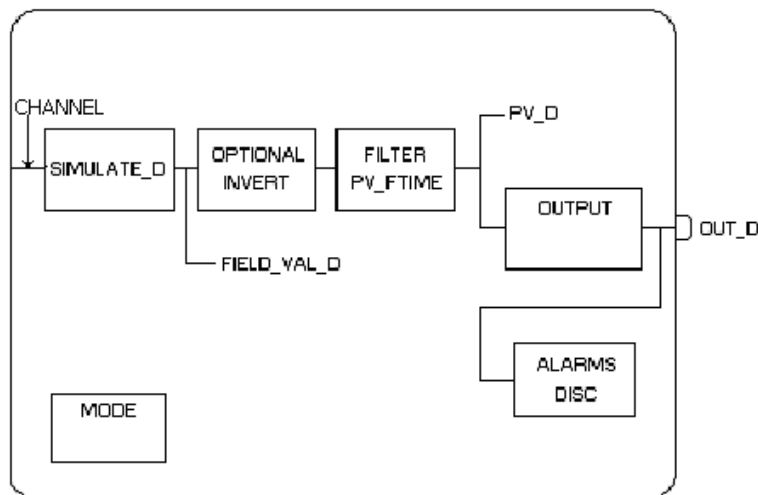 CHANNEL
SIMULATE_D
OPTIONAL
INVERT
FILTER
PV_FTIME
PV_D
OUTPUT
OUT_D
FIELD_VAL_D
ALARMS
DISC
MODE